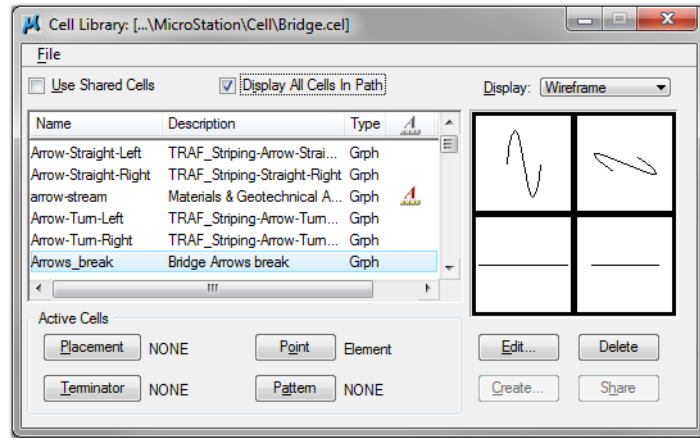 Cell Library: [...\MicroStation\Cell\Bridge.cel]
File
Use Shared Cells Display All Cells In Path Display: Wireframe
Name Description Type A
Arrow-Straight-Left TRAF_Striping-Arrow-Strai... Grph
Arrow-Straight-Right TRAF_Striping-Straight-Right Grph
arrow-stream Materials & Geotechnical A... Grph A
Arrow-Turn-Left TRAF_Striping-Arrow-Turn... Grph
Arrow-Turn-Right TRAF_Striping-Arrow-Turn... Grph
Arrows_break Bridge Arrows break Grph
Active Cells
Placement NONE Point Element Edit... Delete
Terminator NONE Pattern NONE Create... Share